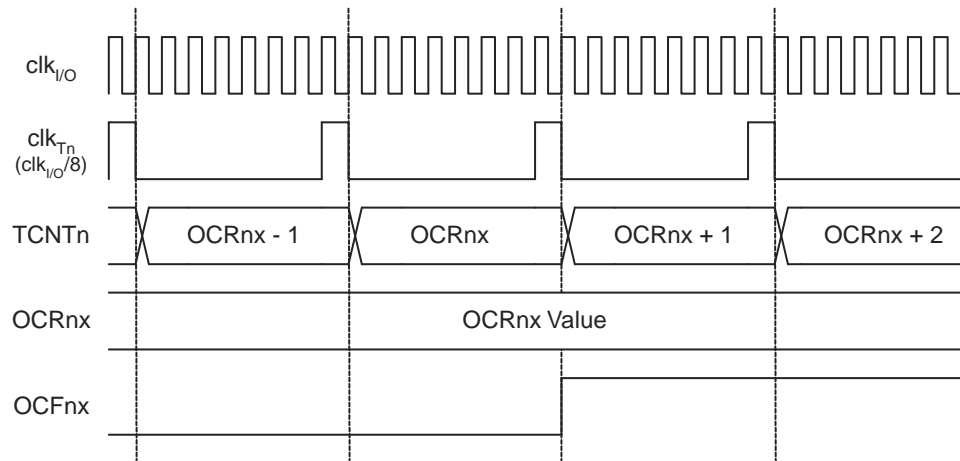 clkI/O
clkTn
(clkI/O/8)
TCNTn
OCRnx - 1
OCRnx
OCRnx + 1
OCRnx + 2
OCRnx
OCRnx Value
OCFnx